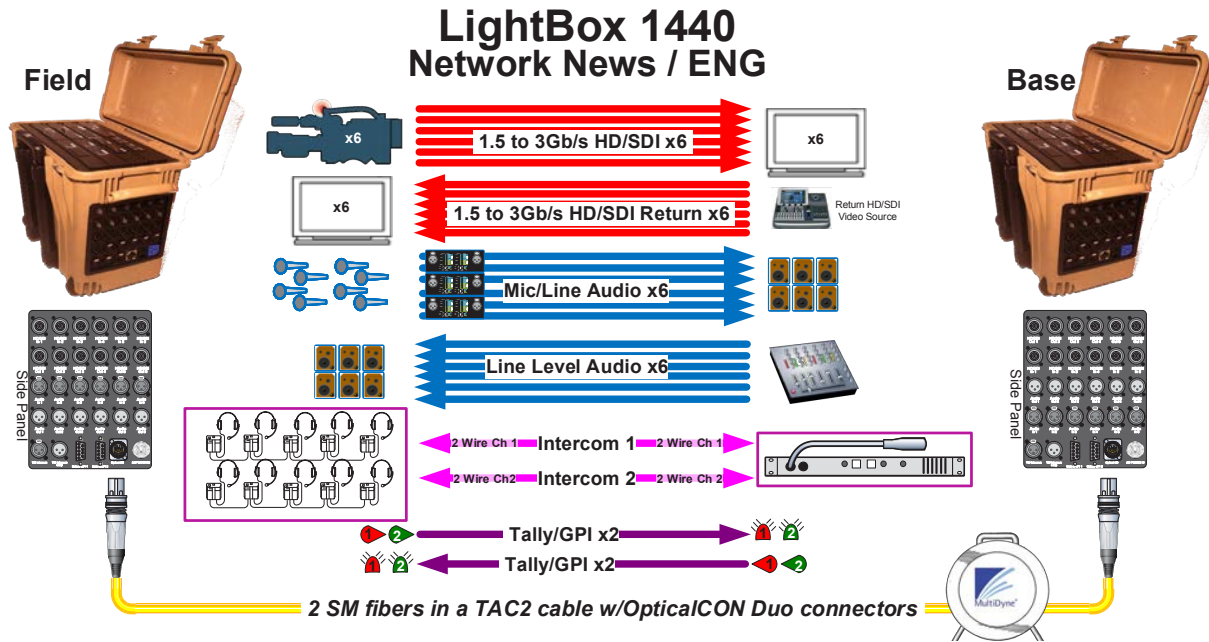 LightBox 1440
Network News / ENG
Field
Base
x6
1.5 to 3Gb/s HD/SDI x6
x6
x6
1.5 to 3Gb/s HD/SDI Return x6
Return HD/SDI
Video Source
Mic/Line Audio x6
Line Level Audio x6
Side Panel
Side Panel
2 Wire Ch 1
Intercom 1
2 Wire Ch 1
2 Wire Ch2
Intercom 2
2 Wire Ch 2
1
2
Tally/GPI x2
1
2
1
2
Tally/GPI x2
1
2
2 SM fibers in a TAC2 cable w/OpticalCON Duo connectors
MultiDyne